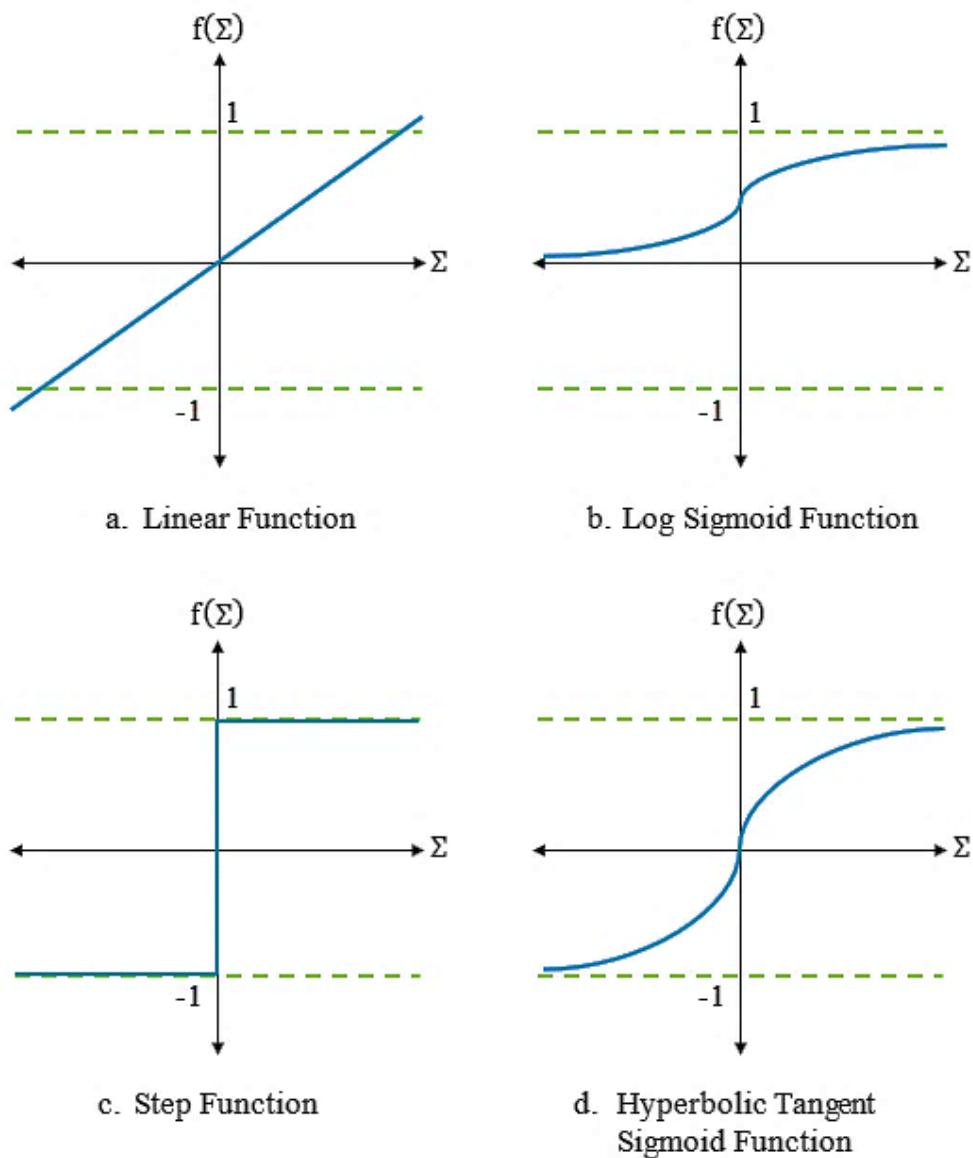 f(Σ)
1
Σ
-1
a. Linear Function
f(Σ)
1
Σ
-1
b. Log Sigmoid Function
f(Σ)
1
Σ
-1
c. Step Function
f(Σ)
1
Σ
-1
d. Hyperbolic Tangent
Sigmoid Function